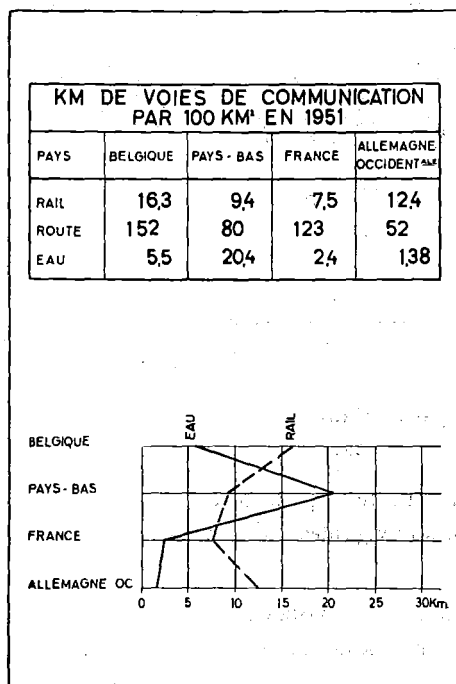 KM DE VOIES DE COMMUNICATION
PAR 100 KM² EN 1951
PAYS BELGIQUE PAYS-BAS FRANCE ALLEMAGNE OCCIDENTALE
RAIL 16,3 9,4 7,5 12,4
ROUTE 152 80 123 52
EAU 5,5 20,4 2,4 1,38
EAU RAIL
BELGIQUE
PAYS-BAS
FRANCE
ALLEMAGNE OC
0 5 10 15 20 25 30Km.